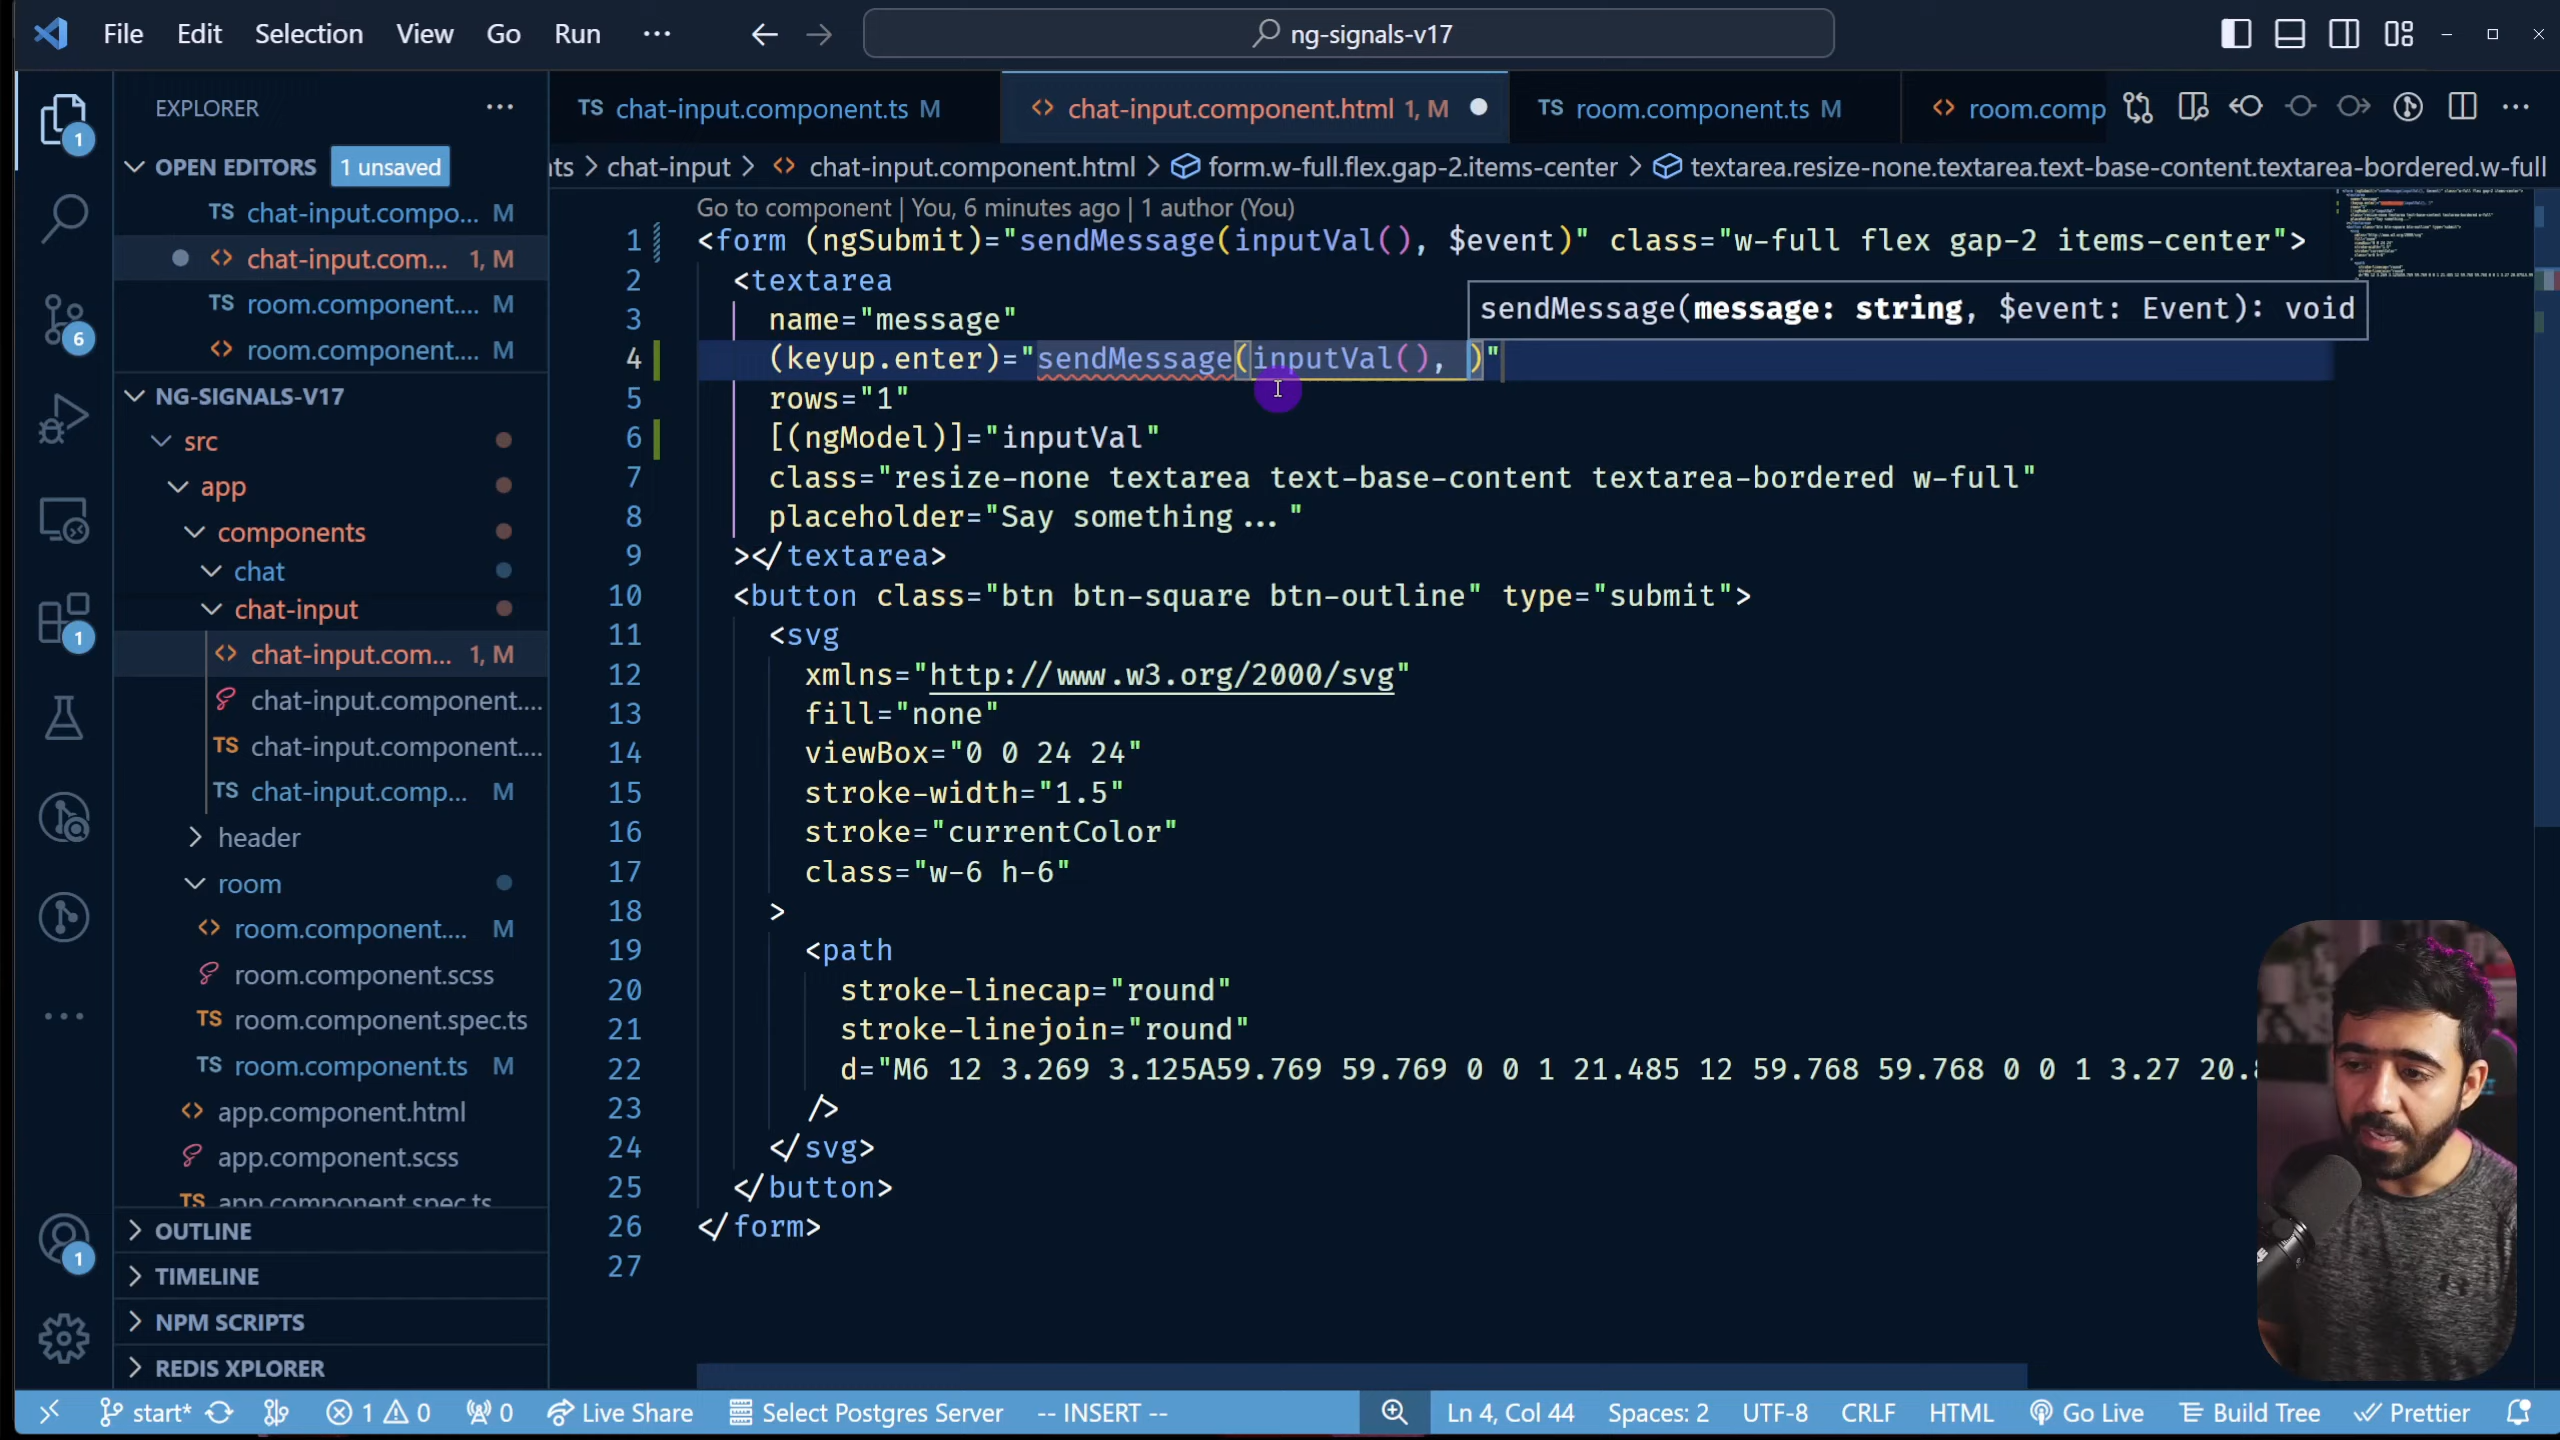 File Edit Selection View Go Run ··· ng-signals-v17
EXPLORER ···
TS chat-input.component.ts M
<> chat-input.component.html 1, M
TS room.component.ts M
<> room.comp
OPEN EDITORS 1 unsaved
nts > chat-input > <> chat-input.component.html > form.w-full.flex.gap-2.items-center > textarea.resize-none.textarea.text-base-content.textarea-bordered.w-full
TS chat-input.compo... M
<> chat-input.com... 1, M
TS room.component.... M
<> room.component.... M
NG-SIGNALS-V17
src
app
components
chat
chat-input
<> chat-input.com... 1, M
chat-input.component....
TS chat-input.component....
TS chat-input.comp... M
header
room
<> room.component.... M
room.component.scss
TS room.component.spec.ts
TS room.component.ts M
<> app.component.html
app.component.scss
TS app.component.spec.ts
OUTLINE
TIMELINE
NPM SCRIPTS
REDIS XPLORER
Go to component | You, 6 minutes ago | 1 author (You)
1 <form (ngSubmit)="sendMessage(inputVal(), $event)" class="w-full flex gap-2 items-center">
2 <textarea
sendMessage(message: string, $event: Event): void
3 name="message"
4 (keyup.enter)="sendMessage(inputVal(), )"
5 rows="1"
6 [(ngModel)]="inputVal"
7 class="resize-none textarea text-base-content textarea-bordered w-full"
8 placeholder="Say something..."
9 ></textarea>
10 <button class="btn btn-square btn-outline" type="submit">
11 <svg
12 xmlns="http://www.w3.org/2000/svg"
13 fill="none"
14 viewBox="0 0 24 24"
15 stroke-width="1.5"
16 stroke="currentColor"
17 class="w-6 h-6"
18 >
19 <path
20 stroke-linecap="round"
21 stroke-linejoin="round"
22 d="M6 12 3.269 3.125A59.769 59.769 0 0 1 21.485 12 59.768 59.768 0 0 1 3.27 20.8
23 />
24 </svg>
25 </button>
26 </form>
27
1
6
1
1
start* 1 0 0 Live Share Select Postgres Server -- INSERT -- Ln 4, Col 44 Spaces: 2 UTF-8 CRLF HTML Go Live Build Tree Prettier